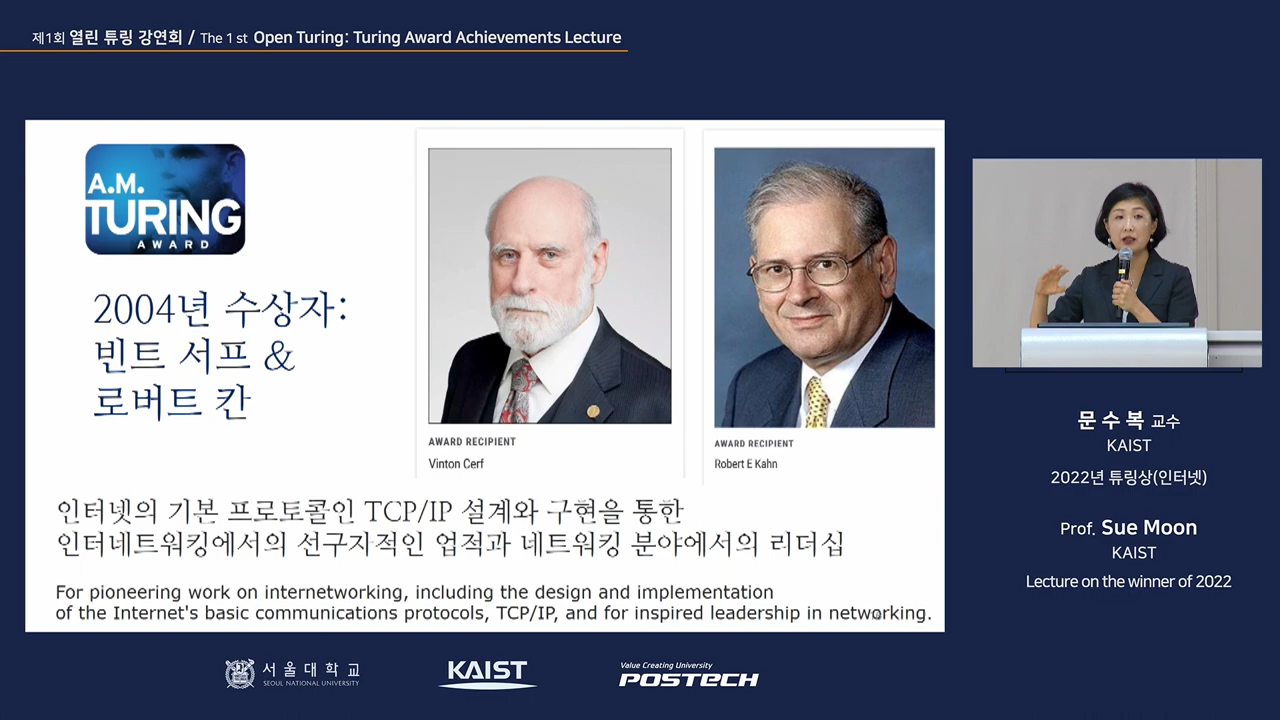 제1회 열린 튜링 강연회 / The 1 st Open Turing: Turing Award Achievements Lecture
A.M.
TURING
AWARD
2004년 수상자:
빈트 서프 &
로버트 칸
AWARD RECIPIENT
Vinton Cerf
AWARD RECIPIENT
Robert E Kahn
인터넷의 기본 프로토콜인 TCP/IP 설계와 구현을 통한
인터네트워킹에서의 선구자적인 업적과 네트워킹 분야에서의 리더십
For pioneering work on internetworking, including the design and implementation
of the Internet's basic communications protocols, TCP/IP, and for inspired leadership in networking.
문수복 교수
KAIST
2022년 튜링상(인터넷)
Prof. Sue Moon
KAIST
Lecture on the winner of 2022
서울대학교
SEOUL NATIONAL UNIVERSITY
KAIST
Value Creating University
POSTECH